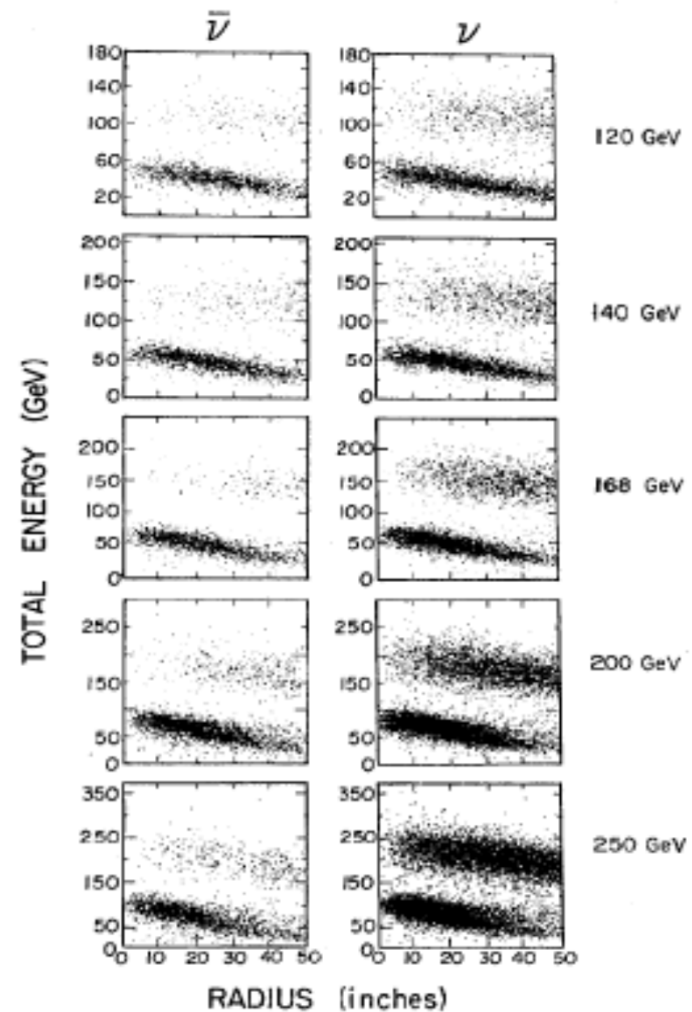 ν̅ ν
180 180
140 140
100 100
60 60
20 20
120 GeV
200 200
150 150
100 100
50 50
0 0
140 GeV
200 200
150 150
100 100
50 50
0 0
168 GeV
250 250
150 150
50 50
0 0
200 GeV
350 350
250 250
150 150
50 50
0 0
250 GeV
0 10 20 30 40 50 0 10 20 30 40 50
TOTAL ENERGY (GeV)
RADIUS (inches)